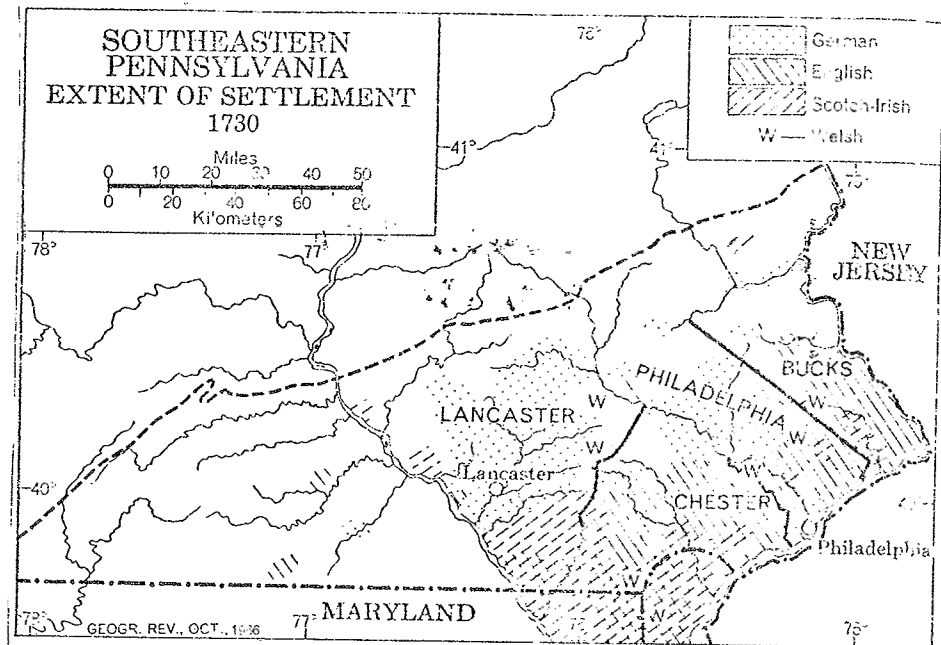 SOUTHEASTERN
PENNSYLVANIA
EXTENT OF SETTLEMENT
1730
Miles
0 10 20 30 40 50
0 20 40 60 80
Kilometers
German
English
Scotch-Irish
W — Welsh
76°
41°
41°
75°
78°
77°
NEW
JERSEY
BUCKS
PHILADELPHIA
LANCASTER
W
W
W
W
W
Lancaster
40°
CHESTER
Philadelphia
W
W
MARYLAND
77°
GEOGR. REV., OCT., 1966